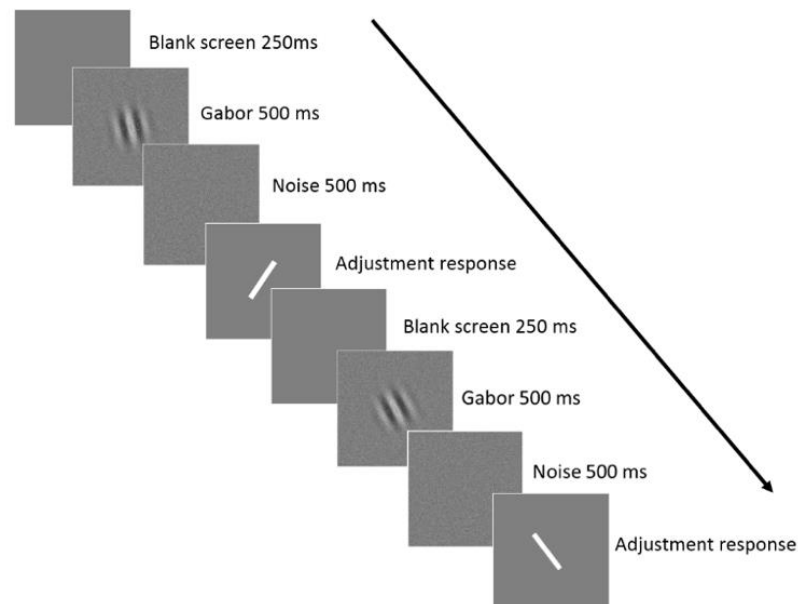 Blank screen 250ms
Gabor 500 ms
Noise 500 ms
Adjustment response
Blank screen 250 ms
Gabor 500 ms
Noise 500 ms
Adjustment response